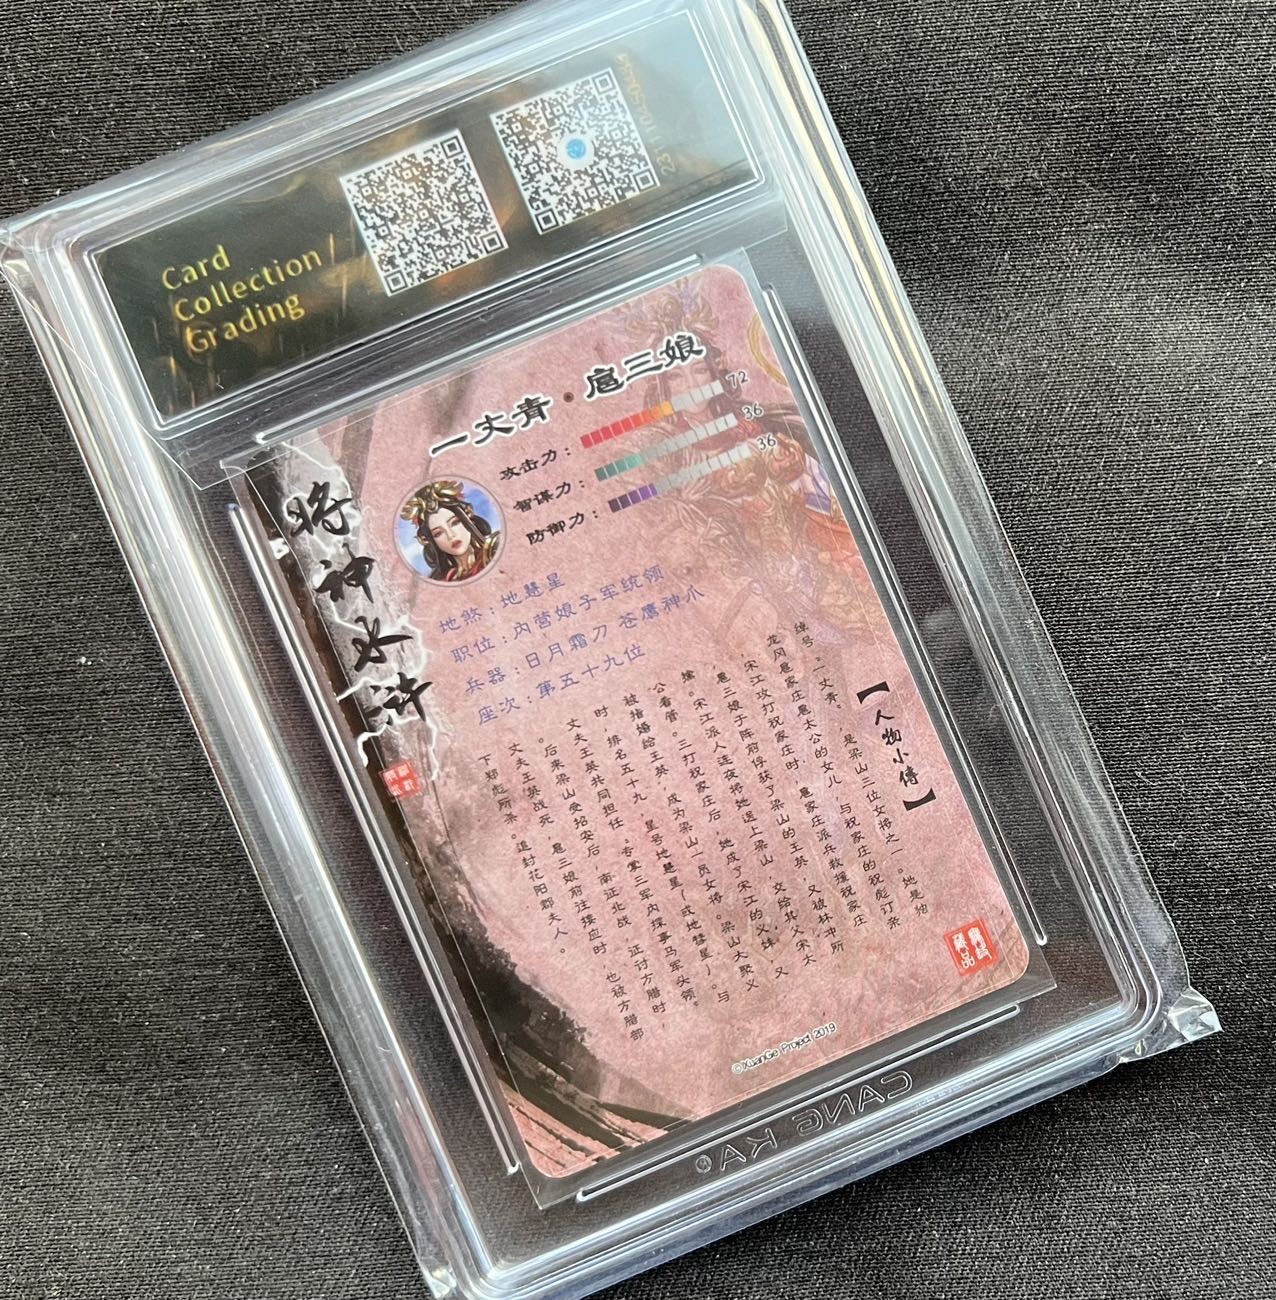 Card
Collection
Grading
一丈青·扈三娘
攻击力: 72
智谋力: 36
防御力: 36
将神水浒
地煞:地慧星
职位:内营娘子军统领
兵器:日月霜刀 苍鹰神爪
座次:第五十九位
【人物小传】
绰号“一丈青”,是梁山三位女将之一。她是独
龙冈扈家庄扈太公的女儿,与祝家庄的祝彪订亲
,宋江攻打祝家庄时,扈家庄派兵救援祝家庄
,扈三娘子阵前俘获了梁山的王英,又被林冲所
擒。宋江派人连夜将她送上梁山,交给其父宋太
公看管。三打祝家庄后,她成了宋江的义妹,又
被指婚给王英,成为梁山一员女将。梁山大聚义
时,排名五十九,星号地慧星(或地彗星)。与
丈夫王英共同担任“专掌三军内探事马军头领”
。后来梁山受招安后,南征北战,征讨方腊时,
丈夫王英战死,扈三娘前往接应时,也被方腊部
下郑彪所杀。追封花阳郡夫人。
©XuanGe Project 2019
CANG KA